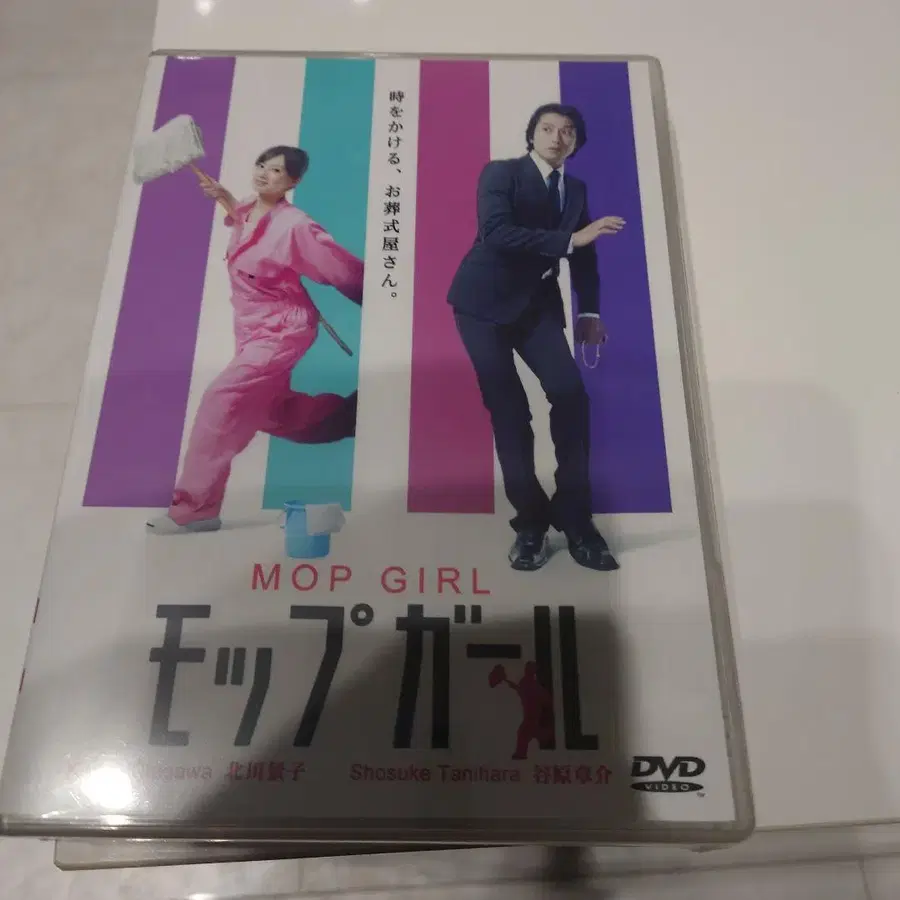 時をかける、お葬式屋さん。
MOP GIRL
モップガール
北川景子 Shosuke Tanihara 谷原章介
DVD
VIDEO